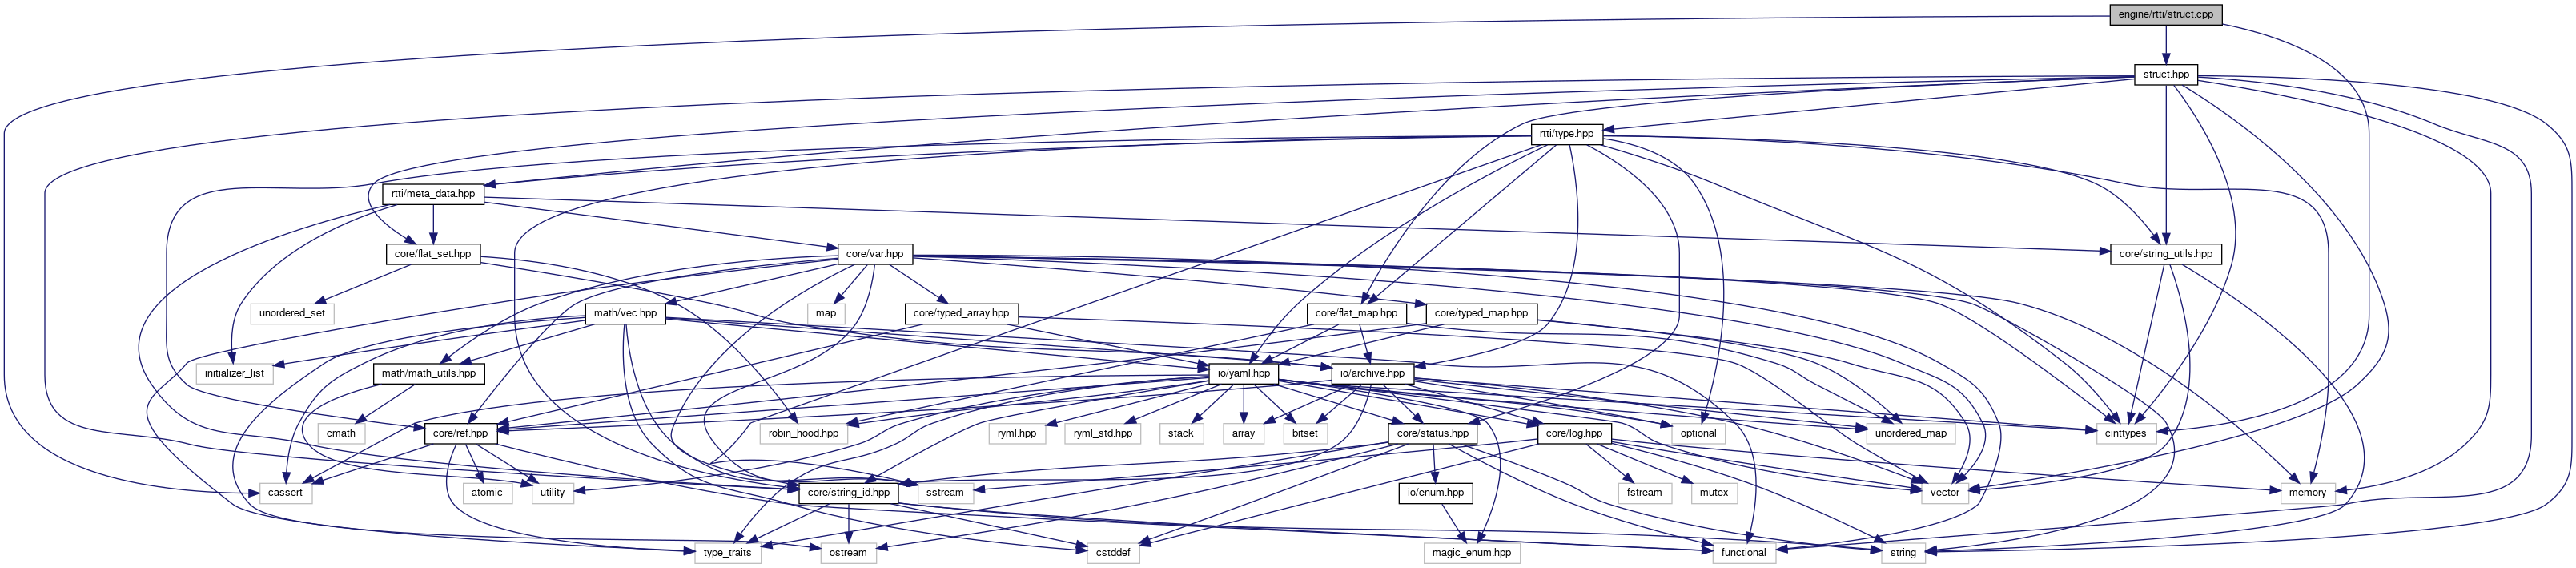 engine/rtti/struct.cpp
struct.hpp
rtti/type.hpp
rtti/meta_data.hpp
core/flat_set.hpp
core/var.hpp
core/string_utils.hpp
unordered_set
math/vec.hpp
map
core/typed_array.hpp
core/flat_map.hpp
core/typed_map.hpp
initializer_list
math/math_utils.hpp
io/yaml.hpp
io/archive.hpp
cmath
core/ref.hpp
robin_hood.hpp
ryml.hpp
ryml_std.hpp
stack
array
bitset
core/status.hpp
core/log.hpp
optional
unordered_map
cinttypes
cassert
atomic
utility
core/string_id.hpp
sstream
io/enum.hpp
fstream
mutex
vector
memory
type_traits
ostream
cstddef
magic_enum.hpp
functional
string